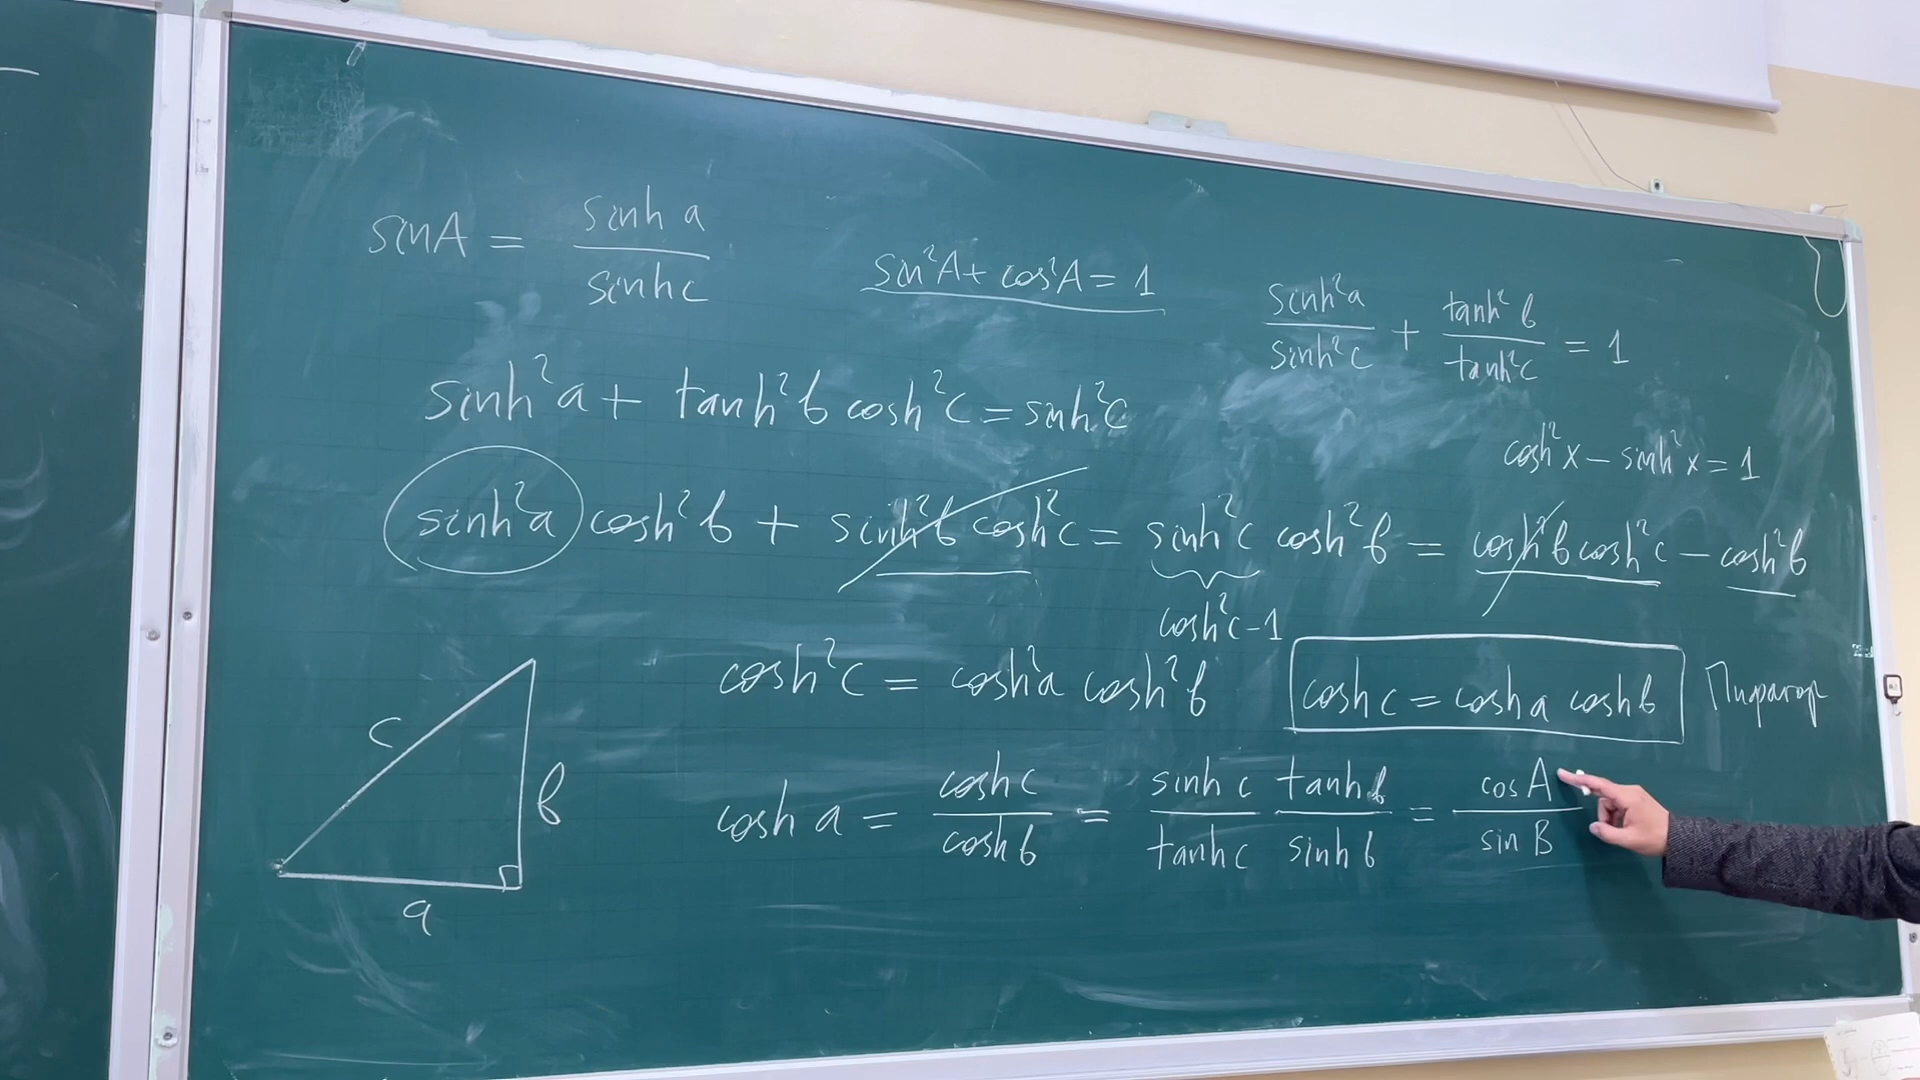 sinA = sinh a / sinh c
sin²A + cos²A = 1
sinh²a / sinh²c + tanh²b / tanh²c = 1
sinh²a + tanh²b cosh²c = sinh²c
cosh²x − sinh²x = 1
sinh²a cosh²b + sinh²b cosh²c = sinh²c cosh²b = cosh²b cosh²c − cosh²b
cosh²c − 1
cosh²c = cosh²a cosh²b
cosh c = cosh a cosh b Пифагор
cosh a = cosh c / cosh b = sinh c / tanh c tanh b / sinh b = cos A / sin B
c
b
a